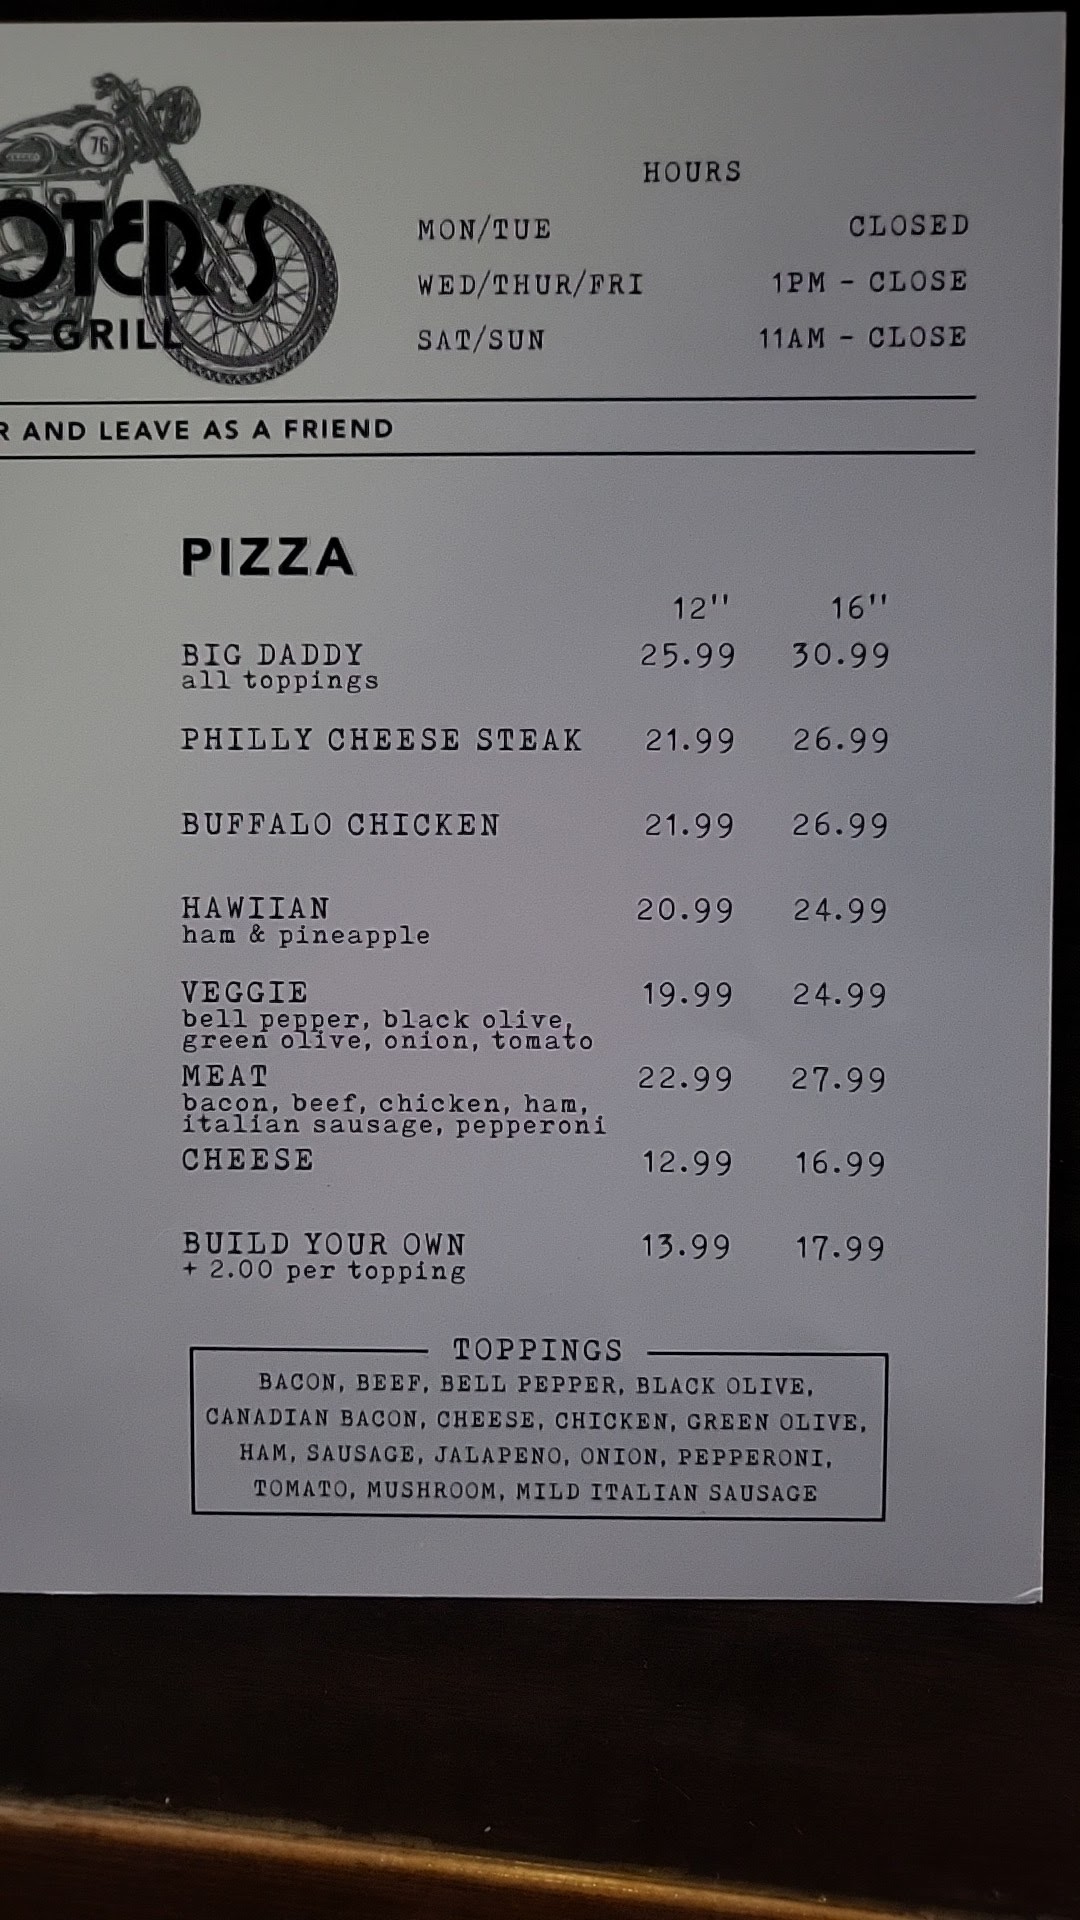 76
OTER'S
S GRILL
HOURS
MON/TUE CLOSED
WED/THUR/FRI 1PM - CLOSE
SAT/SUN 11AM - CLOSE
R AND LEAVE AS A FRIEND
PIZZA
12" 16"
BIG DADDY 25.99 30.99
all toppings
PHILLY CHEESE STEAK 21.99 26.99
BUFFALO CHICKEN 21.99 26.99
HAWIIAN 20.99 24.99
ham & pineapple
VEGGIE 19.99 24.99
bell pepper, black olive,
green olive, onion, tomato
MEAT 22.99 27.99
bacon, beef, chicken, ham,
italian sausage, pepperoni
CHEESE 12.99 16.99
BUILD YOUR OWN 13.99 17.99
+ 2.00 per topping
TOPPINGS
BACON, BEEF, BELL PEPPER, BLACK OLIVE,
CANADIAN BACON, CHEESE, CHICKEN, GREEN OLIVE,
HAM, SAUSAGE, JALAPENO, ONION, PEPPERONI,
TOMATO, MUSHROOM, MILD ITALIAN SAUSAGE